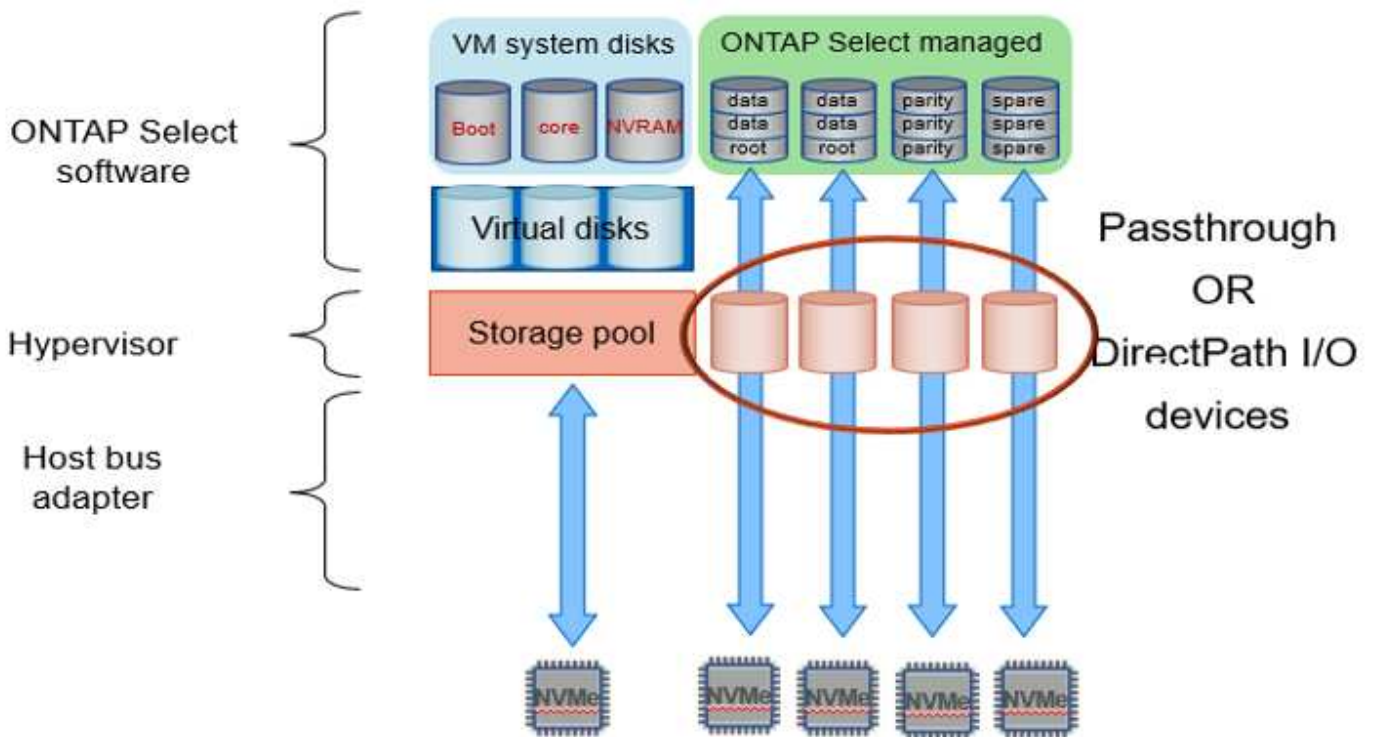 VM system disks
ONTAP Select managed
Boot
core
NVRAM
data
data
root
data
data
root
parity
parity
parity
spare
spare
spare
ONTAP Select
software
Virtual disks
Passthrough
OR
DirectPath I/O
devices
Hypervisor
Storage pool
Host bus
adapter
NVMe
NVMe
NVMe
NVMe
NVMe